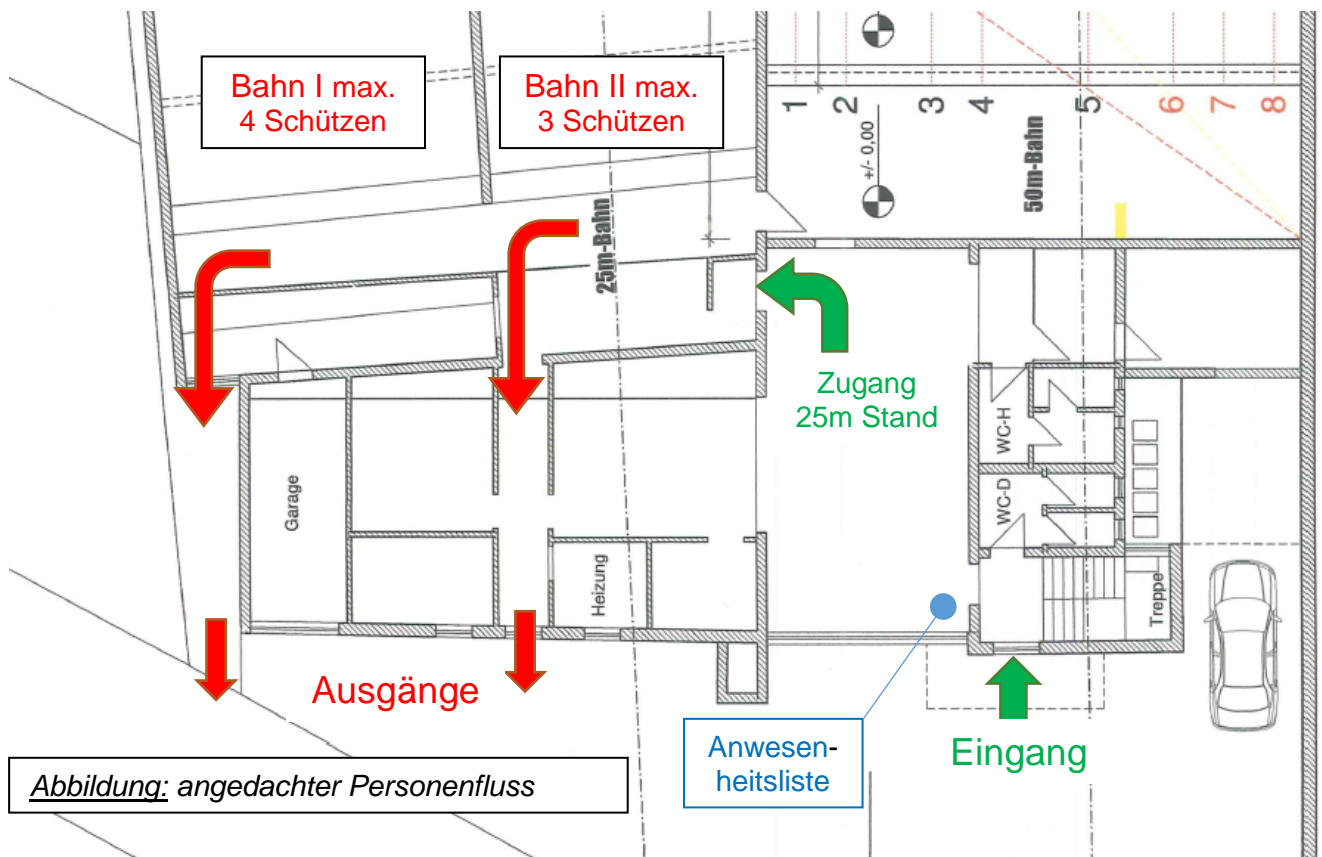 Bahn I max.
4 Schützen
Bahn II max.
3 Schützen
1
2
3
4
5
6
7
8
+/- 0,00
50m-Bahn
25m-Bahn
Zugang
25m Stand
WC-H
WC-D
Garage
Heizung
Treppe
Ausgänge
Anwesen-
heitsliste
Eingang
Abbildung: angedachter Personenfluss